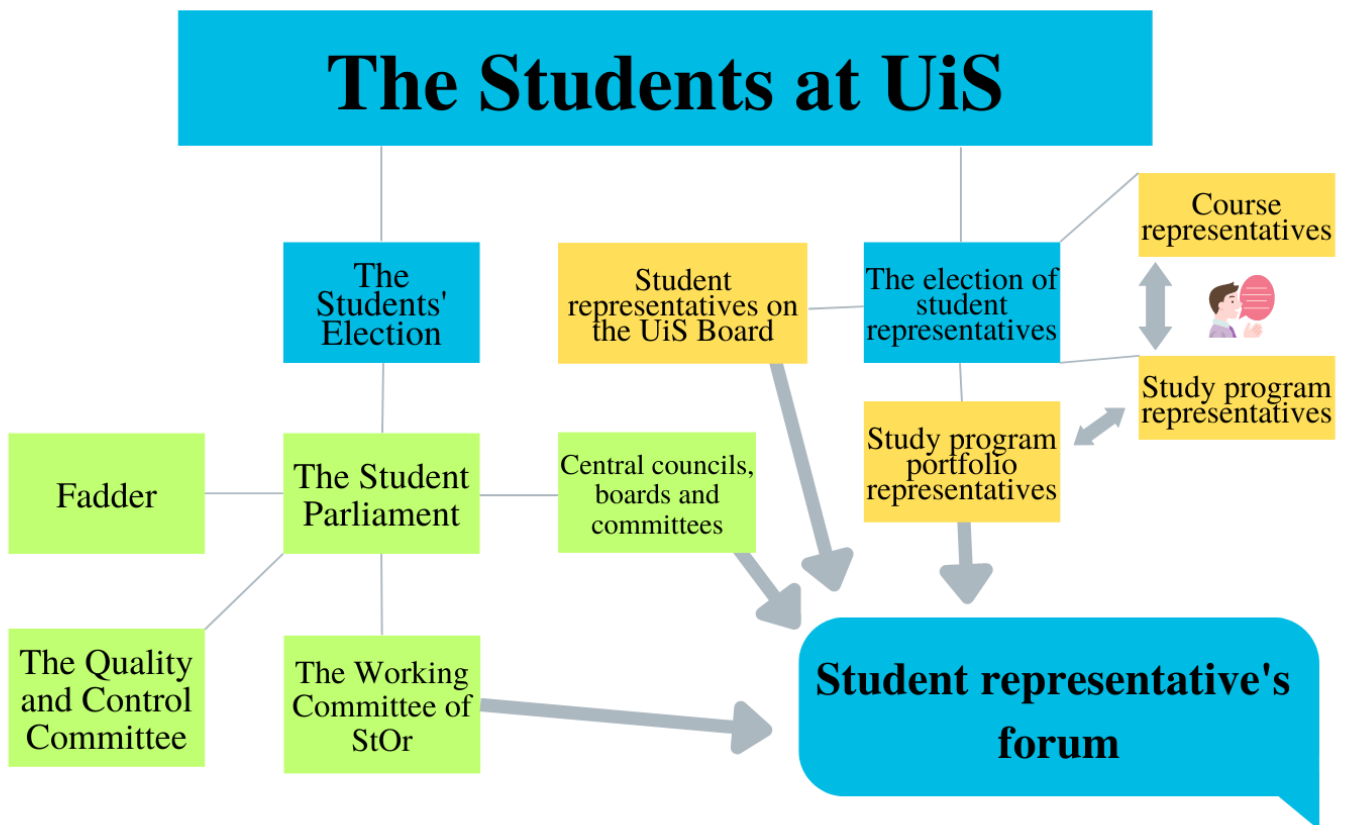 The Students at UiS
The
Students'
Election
Student
representatives on
the UiS Board
The election of
student
representatives
Course
representatives
Study program
representatives
Fadder
The Student
Parliament
Central councils,
boards and
committees
Study program
portfolio
representatives
The Quality
and Control
Committee
The Working
Committee of
StOr
Student representative's
forum